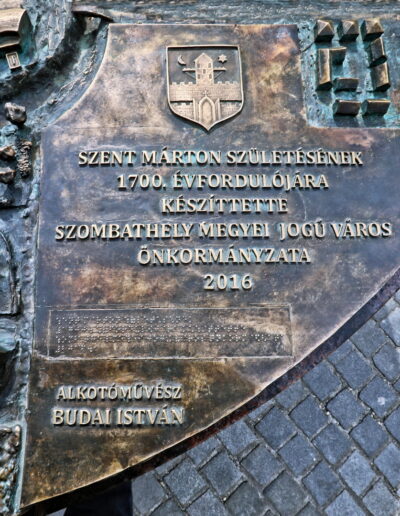 SZENT MÁRTON SZÜLETÉSÉNEK
1700. ÉVFORDULÓJÁRA
KÉSZÍTTETTE
SZOMBATHELY MEGYEI JOGÚ VÁROS
ÖNKORMÁNYZATA
2016
ALKOTÓMŰVÉSZ
BUDAI ISTVÁN